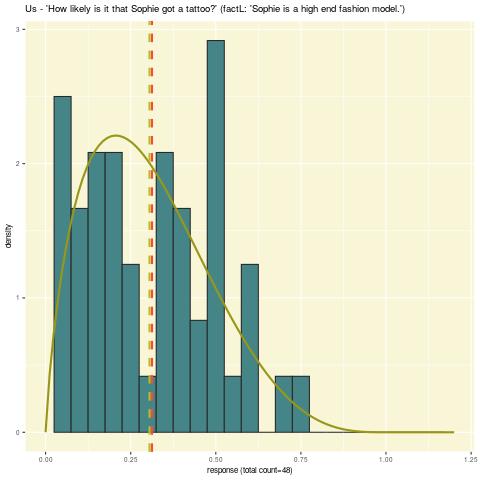 Us - 'How likely is it that Sophie got a tattoo?' (factL: 'Sophie is a high end fashion model.')
3
2
1
0
density
0.00 0.25 0.50 0.75 1.00 1.25
response (total count=48)